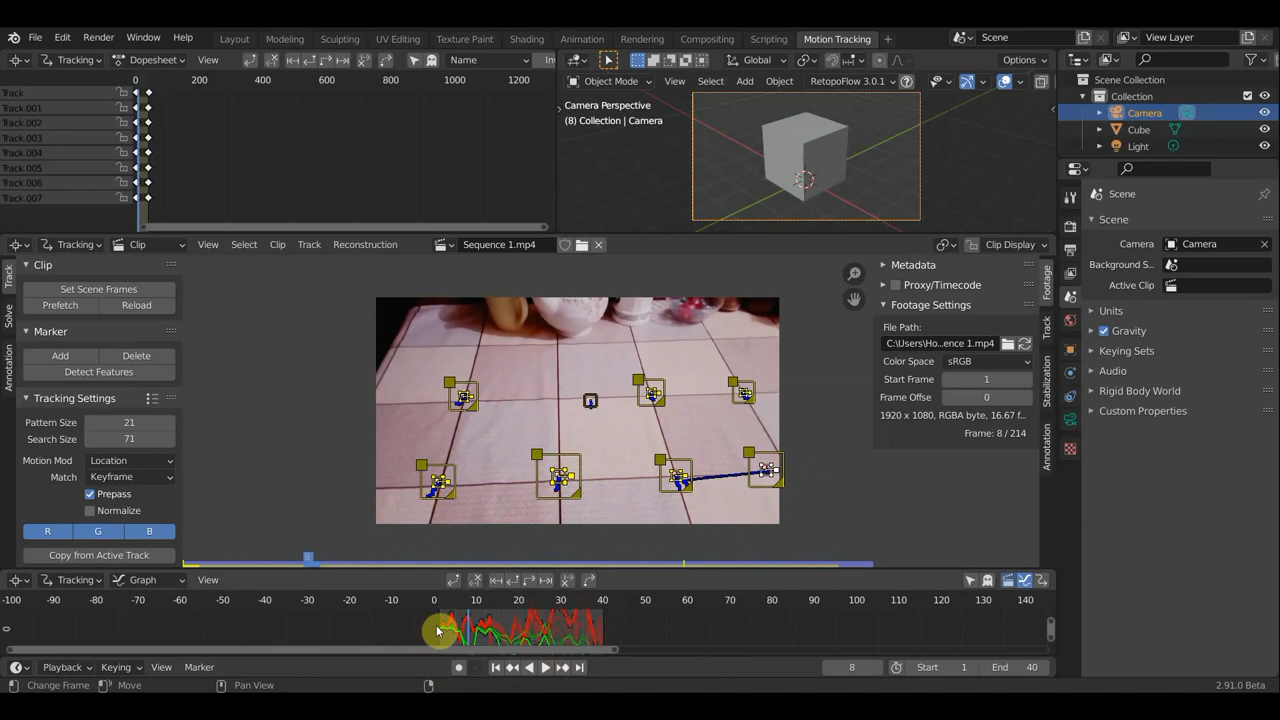 File Edit Render Window Help Layout Modeling Sculpting UV Editing Texture Paint Shading Animation Rendering Compositing Scripting Motion Tracking + Scene View Layer
Tracking Dopesheet View Name Inv Global Options
0 200 400 600 800 1000 1200 Object Mode View Select Add Object RetopoFlow 3.0.1
Scene Collection
Collection
Camera
Cube
Light
Track
Track.001
Track.002
Track.003
Track.004
Track.005
Track.006
Track.007
Camera Perspective
(8) Collection | Camera
Tracking Clip View Select Clip Track Reconstruction Sequence 1.mp4 Clip Display
Clip
Set Scene Frames
Prefetch Reload
Marker
Add Delete
Detect Features
Tracking Settings
Pattern Size 21
Search Size 71
Motion Mod Location
Match Keyframe
Prepass
Normalize
R G B
Copy from Active Track
Track
Solve
Annotation
Metadata
Proxy/Timecode
Footage Settings
File Path:
C:\Users\Ho...ence 1.mp4
Color Space sRGB
Start Frame 1
Frame Offset 0
1920 x 1080, RGBA byte, 16.67 f...
Frame: 8 / 214
Footage
Track
Stabilization
Annotation
Scene
Scene
Camera Camera
Background S...
Active Clip
Units
Gravity
Keying Sets
Audio
Rigid Body World
Custom Properties
Tracking Graph View
-100 -90 -80 -70 -60 -50 -40 -30 -20 -10 0 10 20 30 40 50 60 70 80 90 100 110 120 130 140
0
Playback Keying View Marker 8 Start 1 End 40
Change Frame Move Pan View 2.91.0 Beta